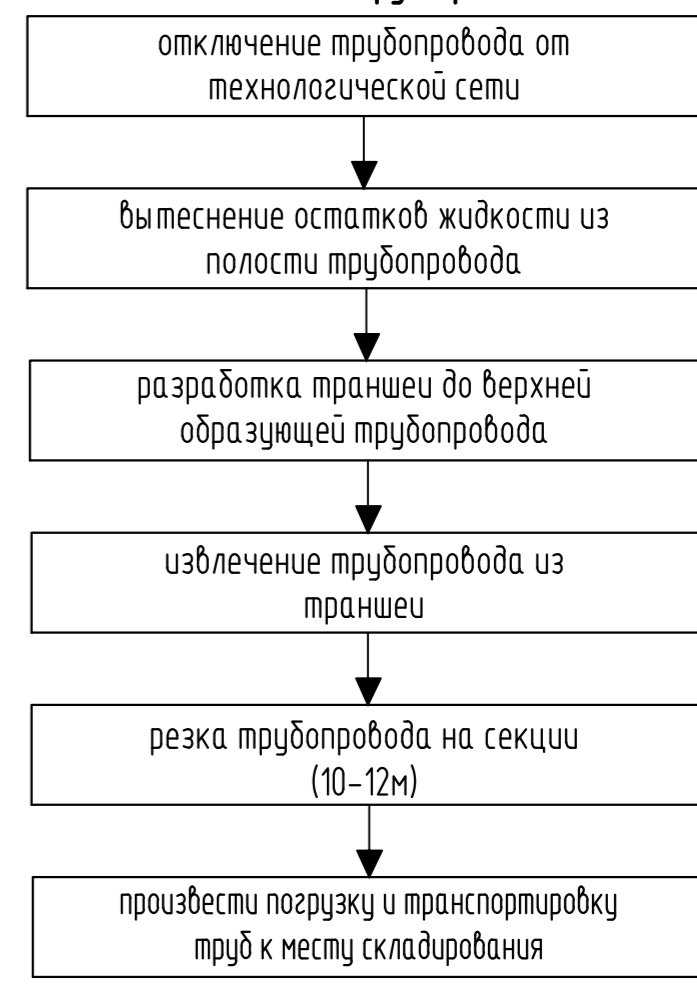 отключение трубопровода от
технологической сети
вытеснение остатков жидкости из
полости трубопровода
разработка траншеи до верхней
образующей трубопровода
извлечение трубопровода из
траншеи
резка трубопровода на секции
(10-12м)
произвести погрузку и транспортировку
труб к месту складирования